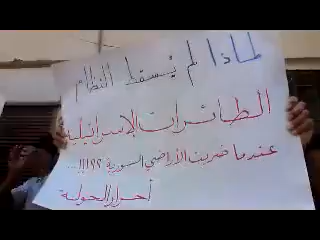 لماذا لم يسقط النظام
الطائرات الإسرائيلية
عندما ضربت الأراضي السورية ؟؟!!!...
أحرار الحولة